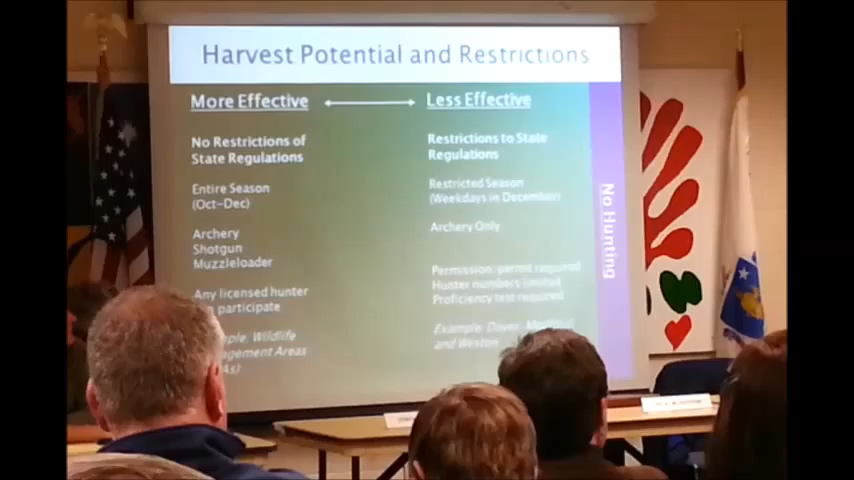 Harvest Potential and Restrictions
More Effective
No Restrictions of
State Regulations
Entire Season
(Oct-Dec)
Archery
Shotgun
Muzzleloader
Any licensed hunter
participate
Wildlife
Areas
Less Effective
Restrictions to State
Regulations
Restricted Season
(Weekdays in December)
Archery Only
Permission: permit required
Hunter numbers limited
Proficiency test required
Example: Dover,
and Weston
No Hunting